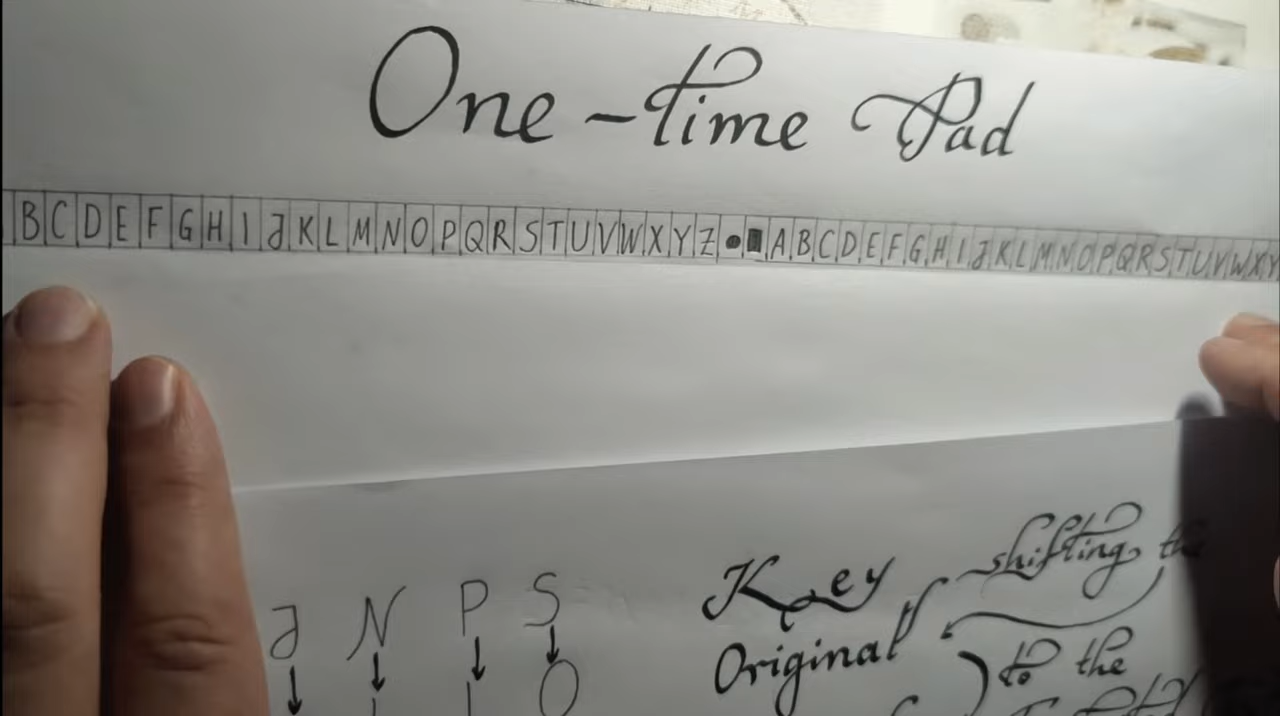 One-time Pad
BCDEFGHIJKLMNOPQRSTUVWXYZ●■ABCDEFGHIJKLMNOPQRSTUVWXY
J N P S
Key shifting the
Original to the
O